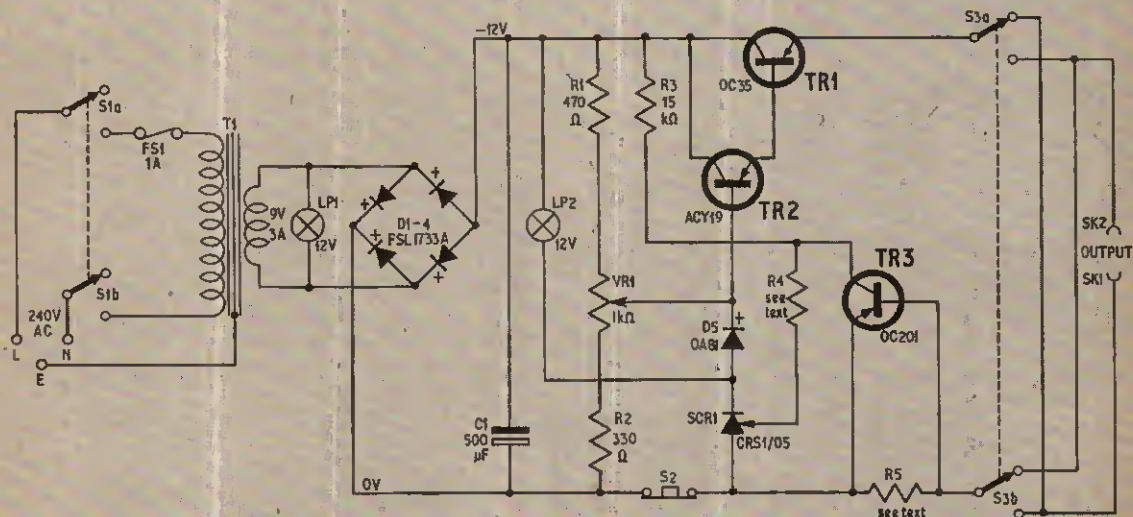 S1a
FS1
1A
T1
S1b
240V
AC
L
N
E
9V
3A
LP1
12V
D1-4
FSL1733A
-12V
C1
500
μF
0V
LP2
12V
R1
470
Ω
R3
15
kΩ
VR1
1kΩ
R2
330
Ω
S2
OC35
TR1
ACY19
TR2
D5
OA81
SCR1
CRS1/05
R4
see
text
TR3
OC201
R5
see text
S3a
S3b
SK2
OUTPUT
SK1
+
+
+
+
+